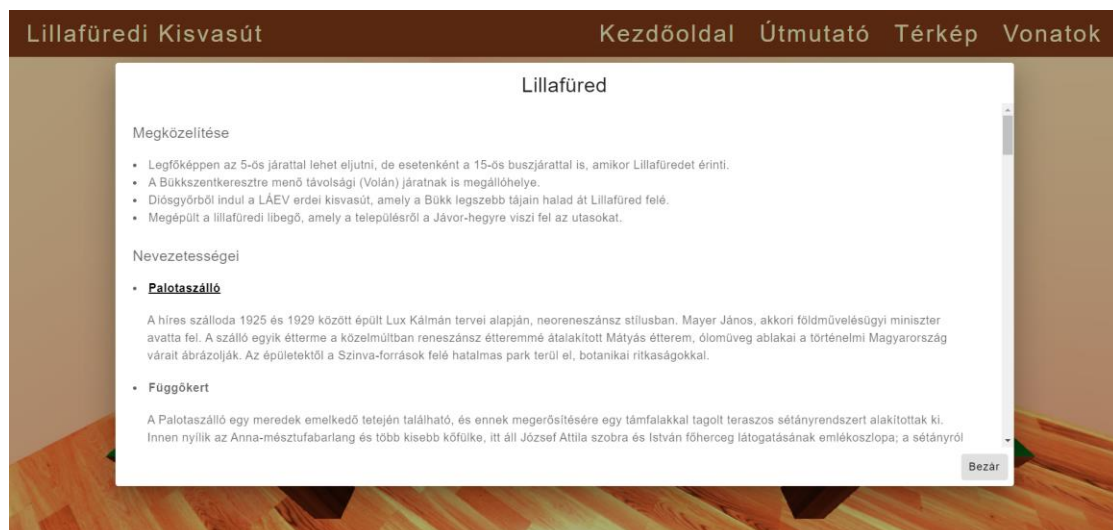 Lillafüredi Kisvasút
Kezdőoldal Útmutató Térkép Vonatok
Lillafüred
Megközelítése
• Legfőképpen az 5-ös járattal lehet eljutni, de esetenként a 15-ös buszjárattal is, amikor Lillafüredet érinti.
• A Bükkszentkeresztre menő távolsági (Volán) járatnak is megállóhelye.
• Diósgyőrből indul a LÁEV erdei kisvasút, amely a Bükk legszebb tájain halad át Lillafüred felé.
• Megépült a lillafüredi libegő, amely a településről a Jávor-hegyre viszi fel az utasokat.
Nevezetességei
• Palotaszálló
A híres szálloda 1925 és 1929 között épült Lux Kálmán tervei alapján, neoreneszánsz stílusban. Mayer János, akkori földművelésügyi miniszter
avatta fel. A szálló egyik étterme a közelmúltban reneszánsz étteremmé átalakított Mátyás étterem, ólomüveg ablakai a történelmi Magyarország
várait ábrázolják. Az épületektől a Szinva-források felé hatalmas park terül el, botanikai ritkaságokkal.
• Függőkert
A Palotaszálló egy meredek emelkedő tetején található, és ennek megerősítésére egy támfalakkal tagolt teraszos sétányrendszert alakítottak ki.
Innen nyílik az Anna-mésztufabarlang és több kisebb kőfülke, itt áll József Attila szobra és István főherceg látogatásának emlékoszlopa; a sétányról
Bezár